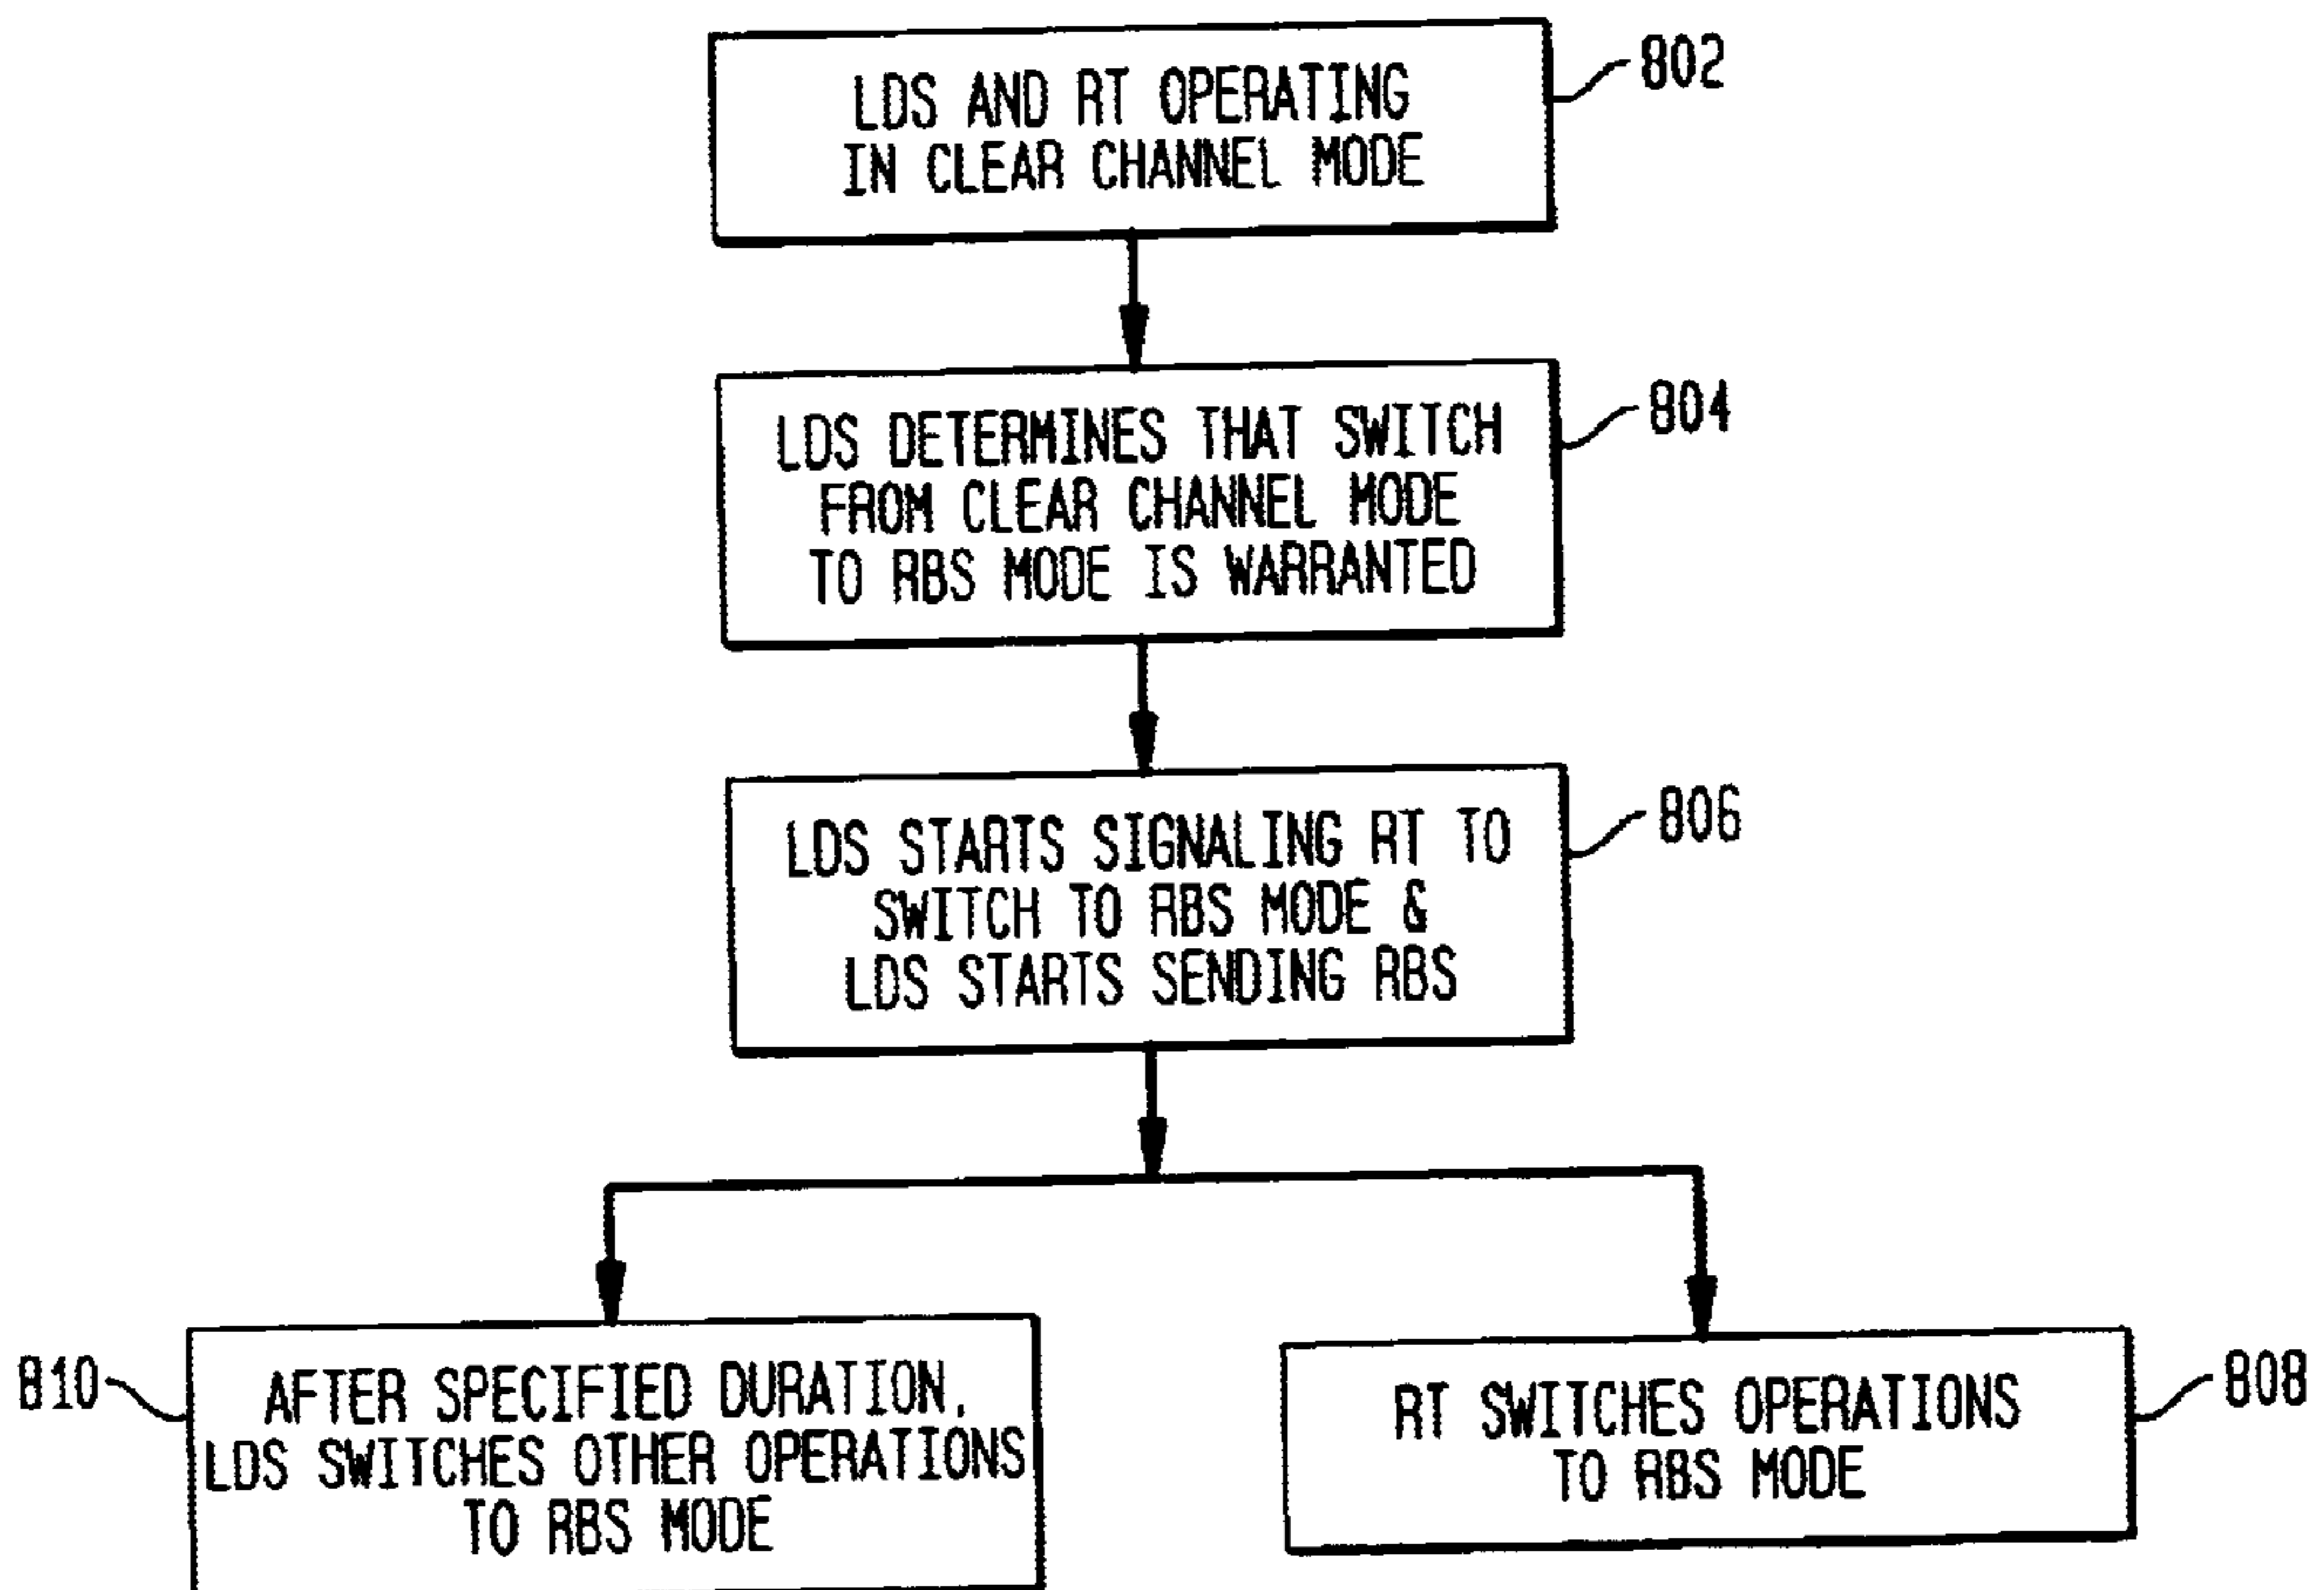 LDS AND RT OPERATING
IN CLEAR CHANNEL MODE
802
LDS DETERMINES THAT SWITCH
FROM CLEAR CHANNEL MODE
TO RBS MODE IS WARRANTED
804
LDS STARTS SIGNALING RT TO
SWITCH TO RBS MODE &
LDS STARTS SENDING RBS
806
810
AFTER SPECIFIED DURATION,
LDS SWITCHES OTHER OPERATIONS
TO RBS MODE
RT SWITCHES OPERATIONS
TO RBS MODE
808